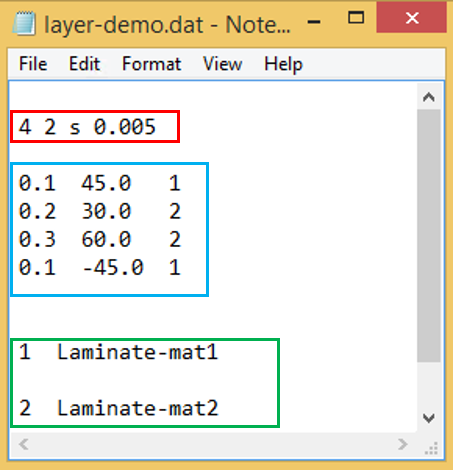 layer-demo.dat - Note...
File Edit Format View Help
4 2 s 0.005
0.1 45.0 1
0.2 30.0 2
0.3 60.0 2
0.1 -45.0 1
1 Laminate-mat1
2 Laminate-mat2